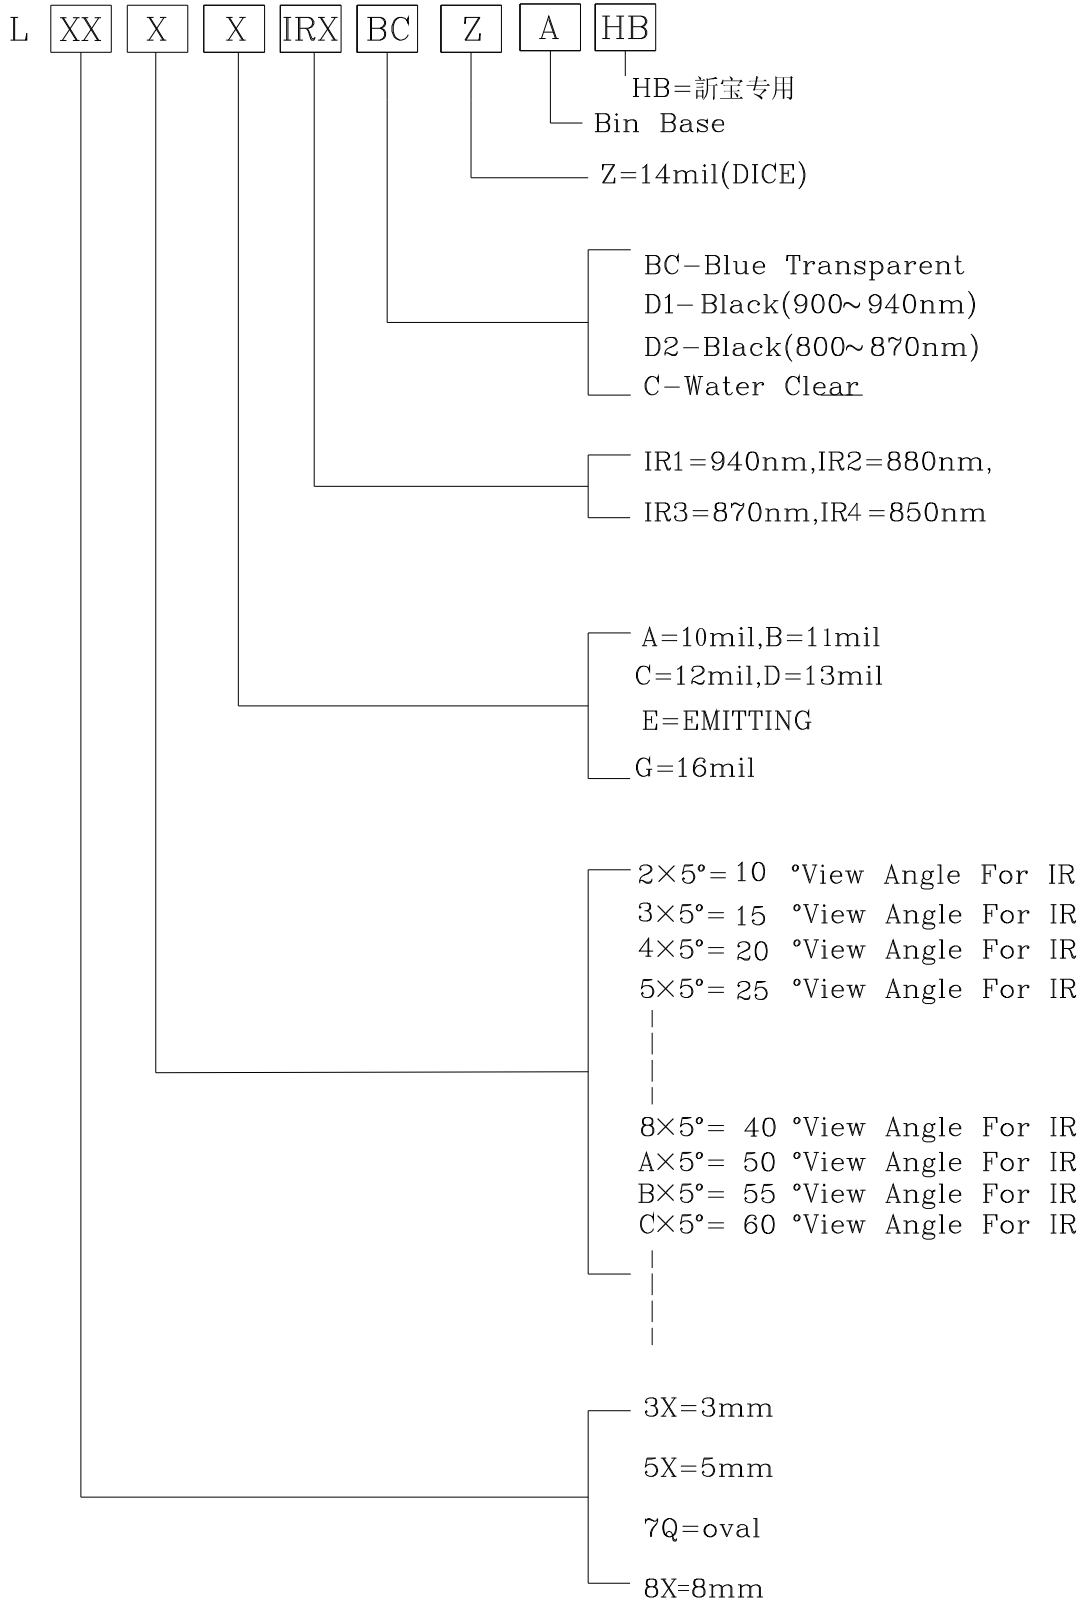 L XX X X IRX BC Z A HB
HB=訢宝专用
Bin Base
Z=14mil(DICE)
BC-Blue Transparent
D1-Black(900~940nm)
D2-Black(800~870nm)
C-Water Clear
IR1=940nm,IR2=880nm,
IR3=870nm,IR4=850nm
A=10mil,B=11mil
C=12mil,D=13mil
E=EMITTING
G=16mil
2×5°=10 °View Angle For IR
3×5°=15 °View Angle For IR
4×5°=20 °View Angle For IR
5×5°=25 °View Angle For IR
8×5°= 40 °View Angle For IR
A×5°= 50 °View Angle For IR
B×5°= 55 °View Angle For IR
C×5°= 60 °View Angle For IR
3X=3mm
5X=5mm
7Q=oval
8X=8mm